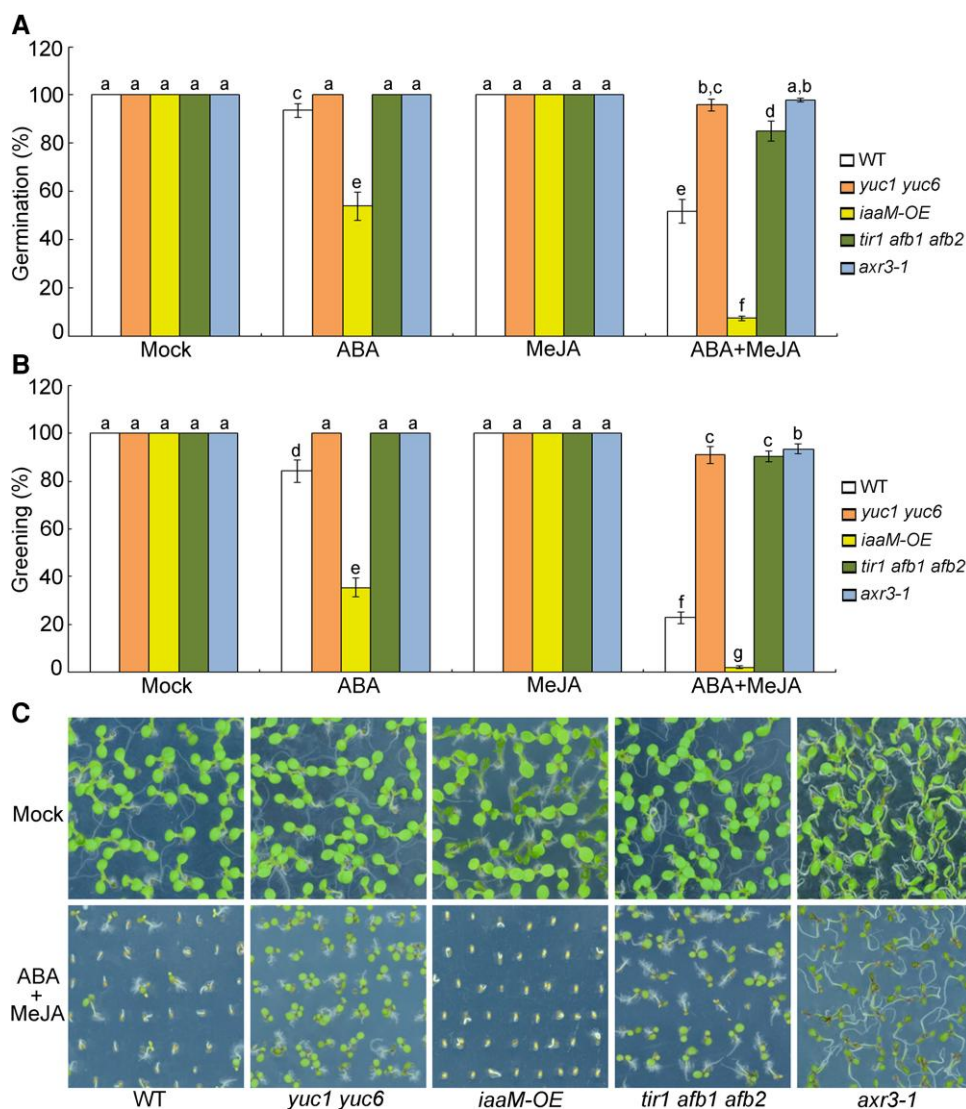 A
120
100
80
60
40
20
0
Germination (%)
a a a a a
c a e a a
a a a a a
e b,c f d a,b
Mock ABA MeJA ABA+MeJA
WT
yuc1 yuc6
iaaM-OE
tir1 afb1 afb2
axr3-1
B
120
100
80
60
40
20
0
Greening (%)
a a a a a
d a e a a
a a a a a
f c g c b
Mock ABA MeJA ABA+MeJA
WT
yuc1 yuc6
iaaM-OE
tir1 afb1 afb2
axr3-1
C
Mock
ABA
+
MeJA
WT yuc1 yuc6 iaaM-OE tir1 afb1 afb2 axr3-1